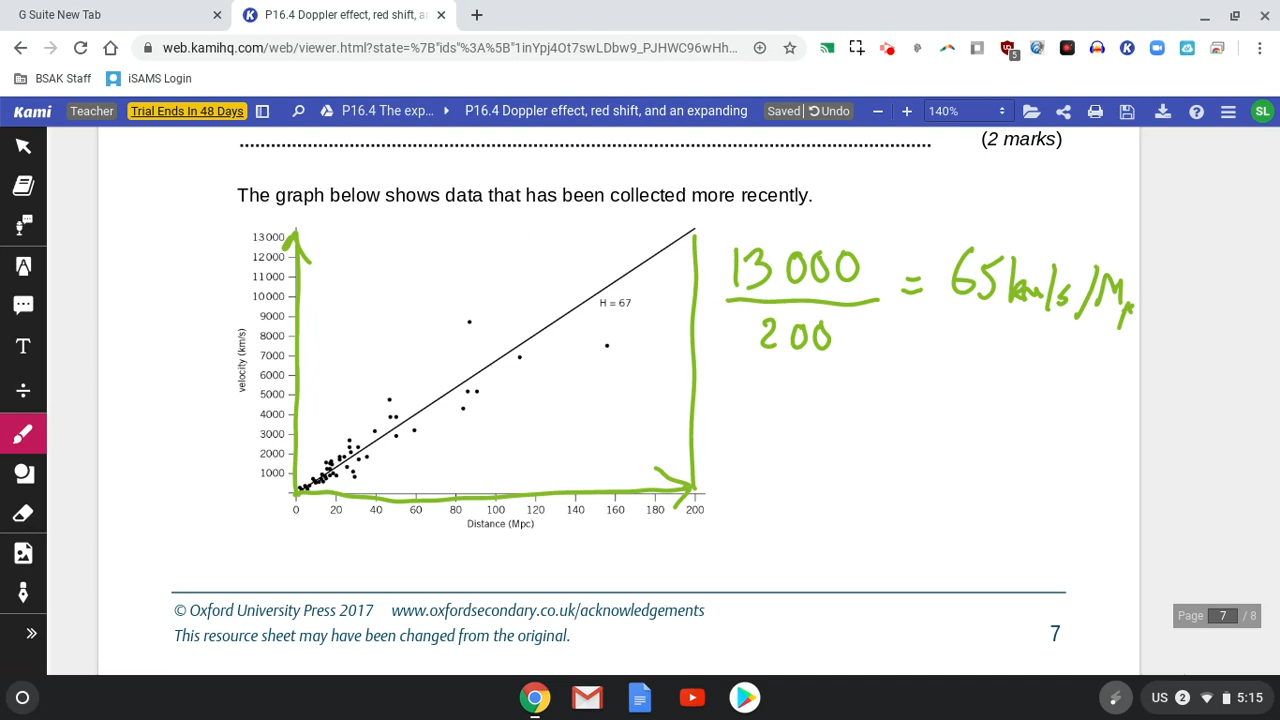 G Suite New Tab
P16.4 Doppler effect, red shift, a
web.kamihq.com/web/viewer.html?state=%7B"ids"%3A%5B"1inYpj4Ot7swLDbw9_PJHWC96wHh...
5
BSAK Staff
iSAMS Login
Kami
Teacher
Trial Ends In 48 Days
P16.4 The exp...
P16.4 Doppler effect, red shift, and an expanding
Saved
Undo
140%
SL
(2 marks)
The graph below shows data that has been collected more recently.
13000
12000
11000
10000
9000
8000
7000
6000
5000
4000
3000
2000
1000
velocity (km/s)
H = 67
0 20 40 60 80 100 120 140 160 180 200
Distance (Mpc)
13 000
200
= 65 km/s/Mp
© Oxford University Press 2017 www.oxfordsecondary.co.uk/acknowledgements
This resource sheet may have been changed from the original.
7
Page 7 / 8
US 2 5:15